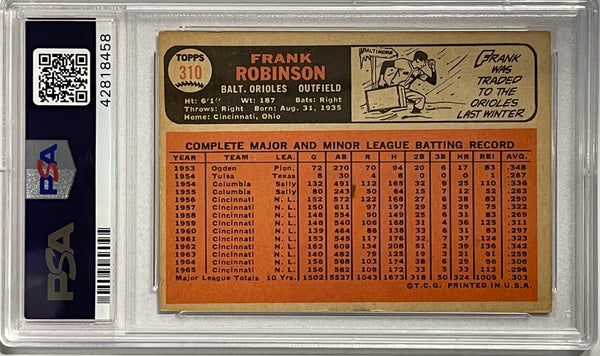 42818458
PSA
PSA
TOPPS
310
FRANK
ROBINSON
BALT. ORIOLES OUTFIELD
Ht: 6'1" Wt: 187 Bats: Right
Throws: Right Born: Aug. 31, 1935
Home: Cincinnati, Ohio
BALTIMORE
FRANK
WAS
TRADED
TO THE
ORIOLES
LAST WINTER
COMPLETE MAJOR AND MINOR LEAGUE BATTING RECORD
YEAR TEAM LEA. G AB R H 2B 3B HR RBI AVG.
1953 Ogden Pion. 72 270 70 94 20 6 17 83 .348
1954 Tulsa Texas 8 30 4 8 0 0 0 1 .267
1954 Columbia Sally 132 491 112 165 32 9 25 110 .336
1955 Columbia Sally 80 243 50 64 15 7 12 52 .263
1956 Cincinnati N. L. 152 572 122 166 27 6 38 83 .290
1957 Cincinnati N. L. 150 611 97 197 29 5 29 75 .322
1958 Cincinnati N. L. 148 554 90 149 25 6 31 83 .269
1959 Cincinnati N. L. 146 540 106 168 31 4 36 125 .311
1960 Cincinnati N. L. 139 464 86 138 33 6 31 83 .297
1961 Cincinnati N. L. 153 545 117 176 32 7 37 124 .323
1962 Cincinnati N. L. 162 609 134 208 51 2 39 136 .342
1963 Cincinnati N. L. 140 482 79 125 19 3 21 91 .259
1964 Cincinnati N. L. 156 568 103 174 38 6 29 96 .306
1965 Cincinnati N. L. 156 582 109 172 33 5 33 113 .296
Major League Totals 10 Yrs. 1502 5527 1043 1673 318 50 324 1009 .303
©T.C.G. PRINTED IN U.S.A.